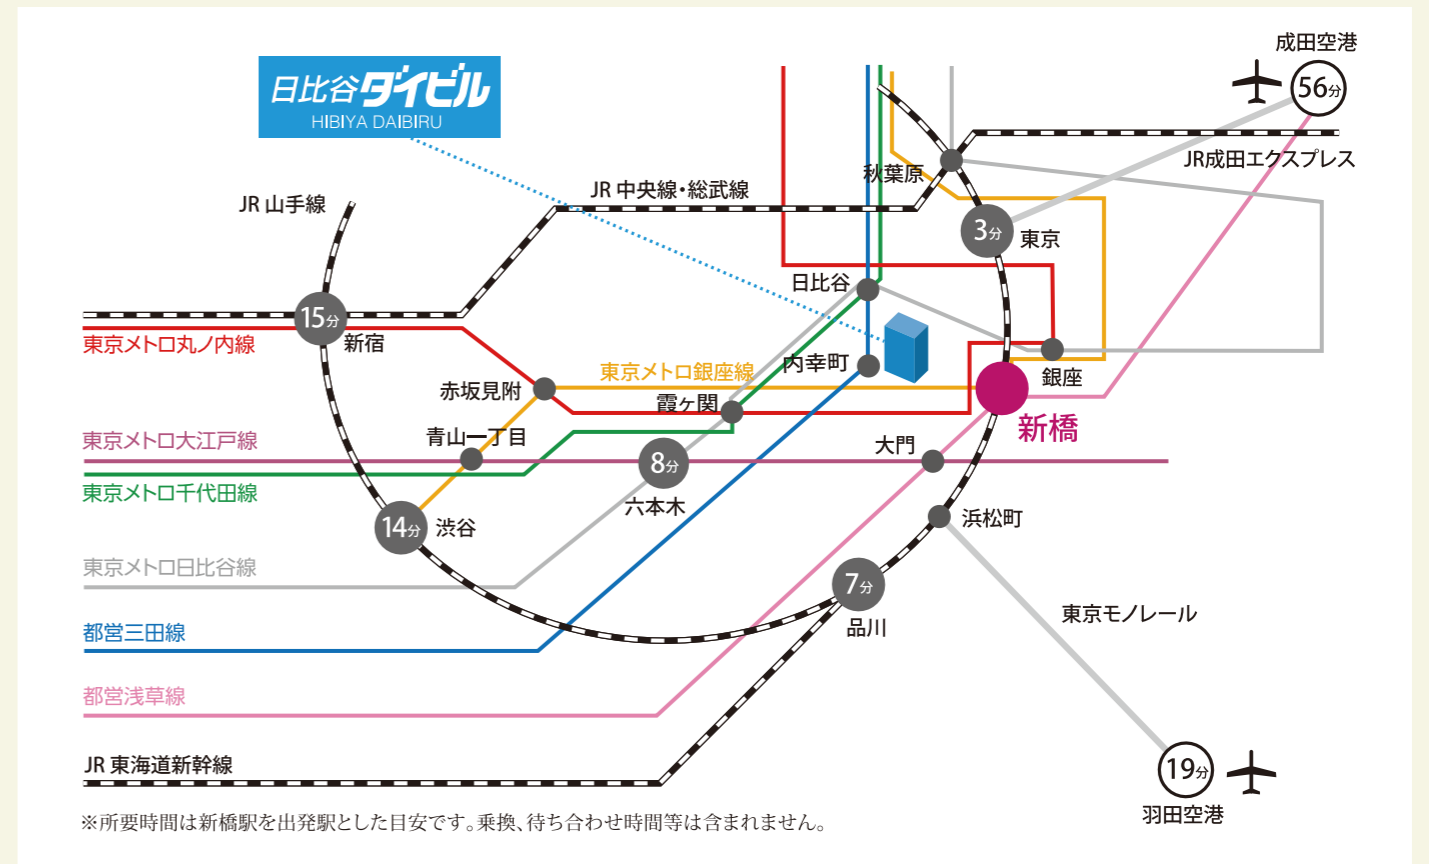 成田空港
56分
日比谷ダイビル
HIBIYA DAIBIRU
JR成田エクスプレス
秋葉原
JR 中央線・総武線
JR 山手線
3分
東京
日比谷
15分
新宿
東京メトロ丸ノ内線
内幸町
東京メトロ銀座線
銀座
赤坂見附
霞ヶ関
新橋
青山一丁目
東京メトロ大江戸線
大門
8分
東京メトロ千代田線
六本木
14分
渋谷
浜松町
東京メトロ日比谷線
7分
東京モノレール
品川
都営三田線
都営浅草線
JR 東海道新幹線
19分
羽田空港
※所要時間は新橋駅を出発駅とした目安です。乗換、待ち合わせ時間等は含まれません。